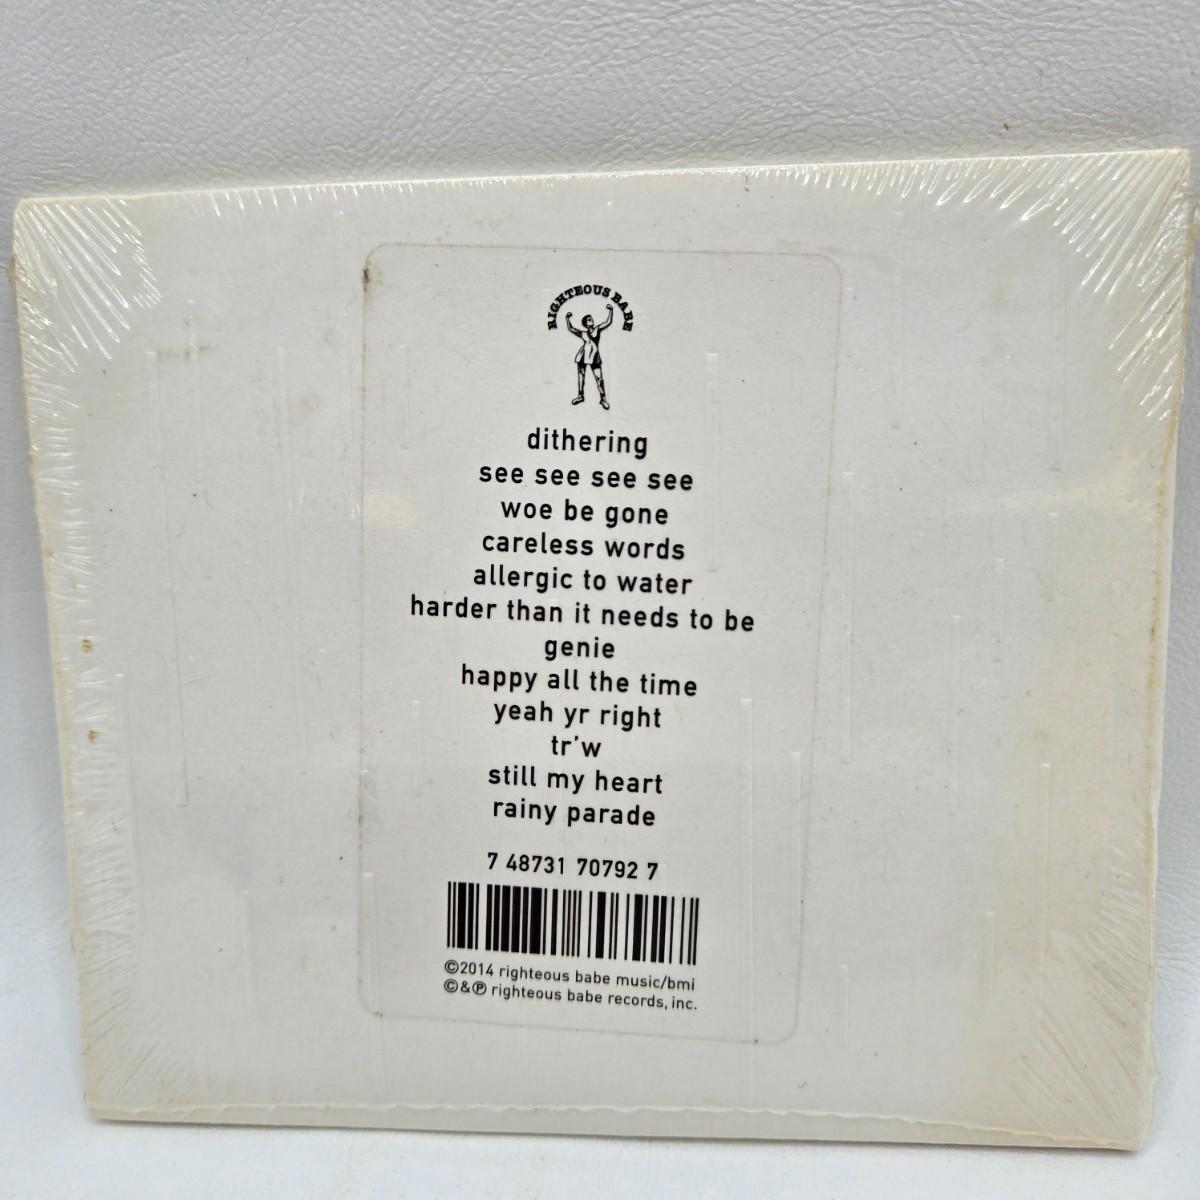 RIGHTEOUS BABE
dithering
see see see see
woe be gone
careless words
allergic to water
harder than it needs to be
genie
happy all the time
yeah yr right
tr'w
still my heart
rainy parade
7 48731 70792 7
©2014 righteous babe music/bmi
©&℗ righteous babe records, inc.